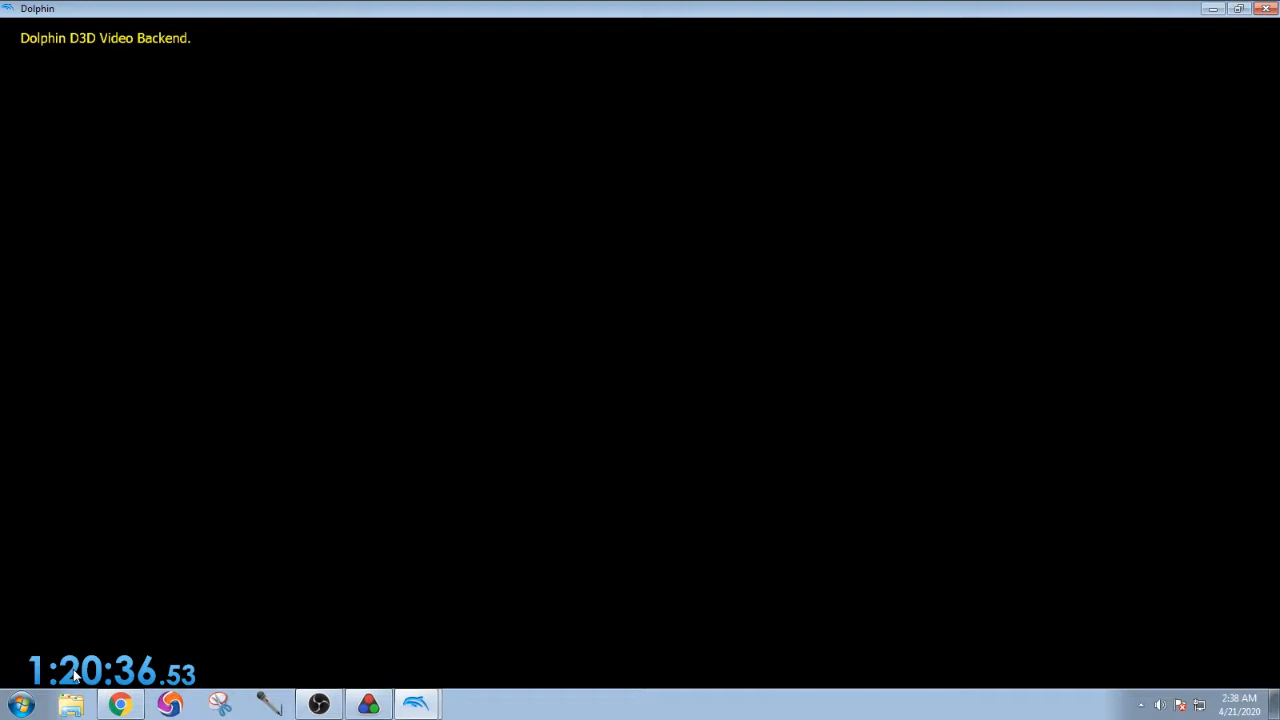 Dolphin
Dolphin D3D Video Backend.
1:20:36.53
2:38 AM
4/21/2020